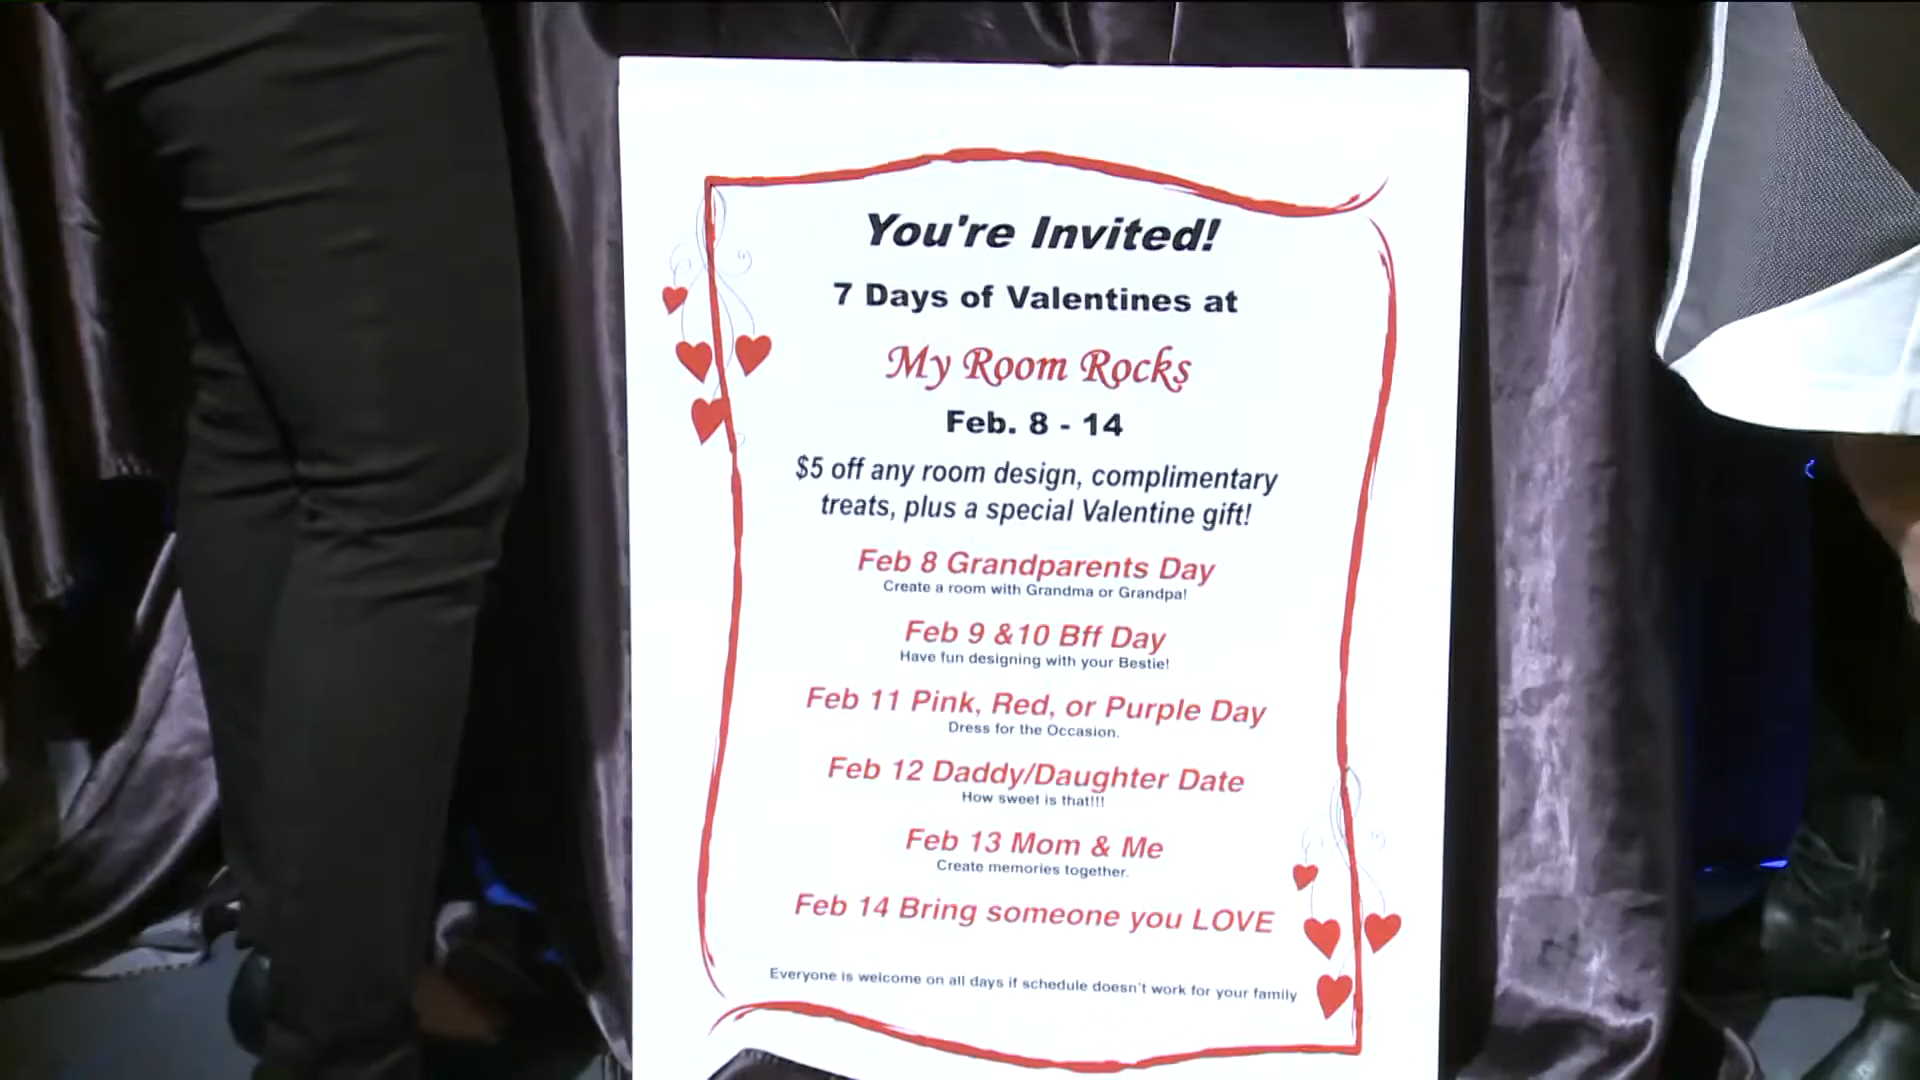 You're Invited!
7 Days of Valentines at
My Room Rocks
Feb. 8 - 14
$5 off any room design, complimentary
treats, plus a special Valentine gift!
Feb 8 Grandparents Day
Create a room with Grandma or Grandpa!
Feb 9 &10 Bff Day
Have fun designing with your Bestie!
Feb 11 Pink, Red, or Purple Day
Dress for the Occasion.
Feb 12 Daddy/Daughter Date
How sweet is that!!!
Feb 13 Mom & Me
Create memories together.
Feb 14 Bring someone you LOVE
Everyone is welcome on all days if schedule doesn't work for your family